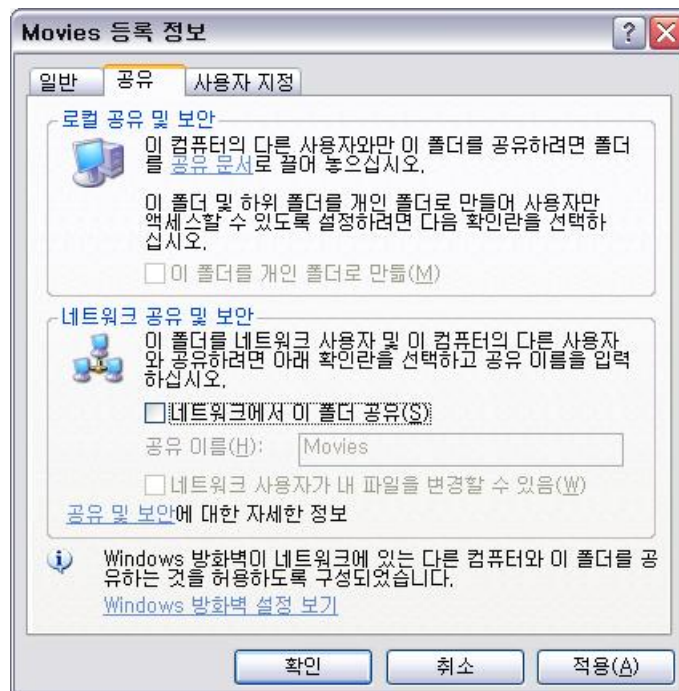 Movies 등록 정보
일반 공유 사용자 지정
로컬 공유 및 보안
이 컴퓨터의 다른 사용자와만 이 폴더를 공유하려면 폴더
를 공유 문서로 끌어 놓으십시오.
이 폴더 및 하위 폴더를 개인 폴더로 만들어 사용자만
액세스할 수 있도록 설정하려면 다음 확인란을 선택하
십시오.
이 폴더를 개인 폴더로 만듦(M)
네트워크 공유 및 보안
이 폴더를 네트워크 사용자 및 이 컴퓨터의 다른 사용자
와 공유하려면 아래 확인란을 선택하고 공유 이름을 입력
하십시오.
네트워크에서 이 폴더 공유(S)
공유 이름(H): Movies
네트워크 사용자가 내 파일을 변경할 수 있음(W)
공유 및 보안에 대한 자세한 정보
Windows 방화벽이 네트워크에 있는 다른 컴퓨터와 이 폴더를 공
유하는 것을 허용하도록 구성되었습니다.
Windows 방화벽 설정 보기
확인 취소 적용(A)